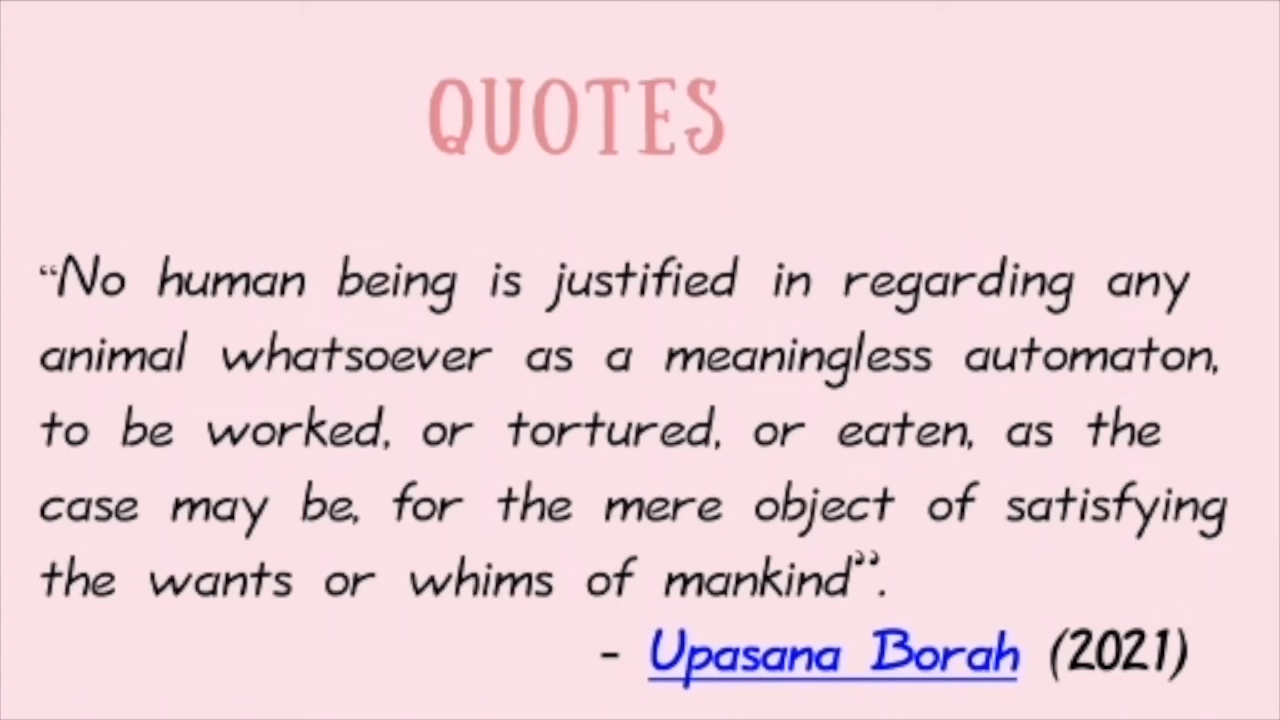 QUOTES
“No human being is justified in regarding any
animal whatsoever as a meaningless automaton,
to be worked, or tortured, or eaten, as the
case may be, for the mere object of satisfying
the wants or whims of mankind”.
- Upasana Borah (2021)